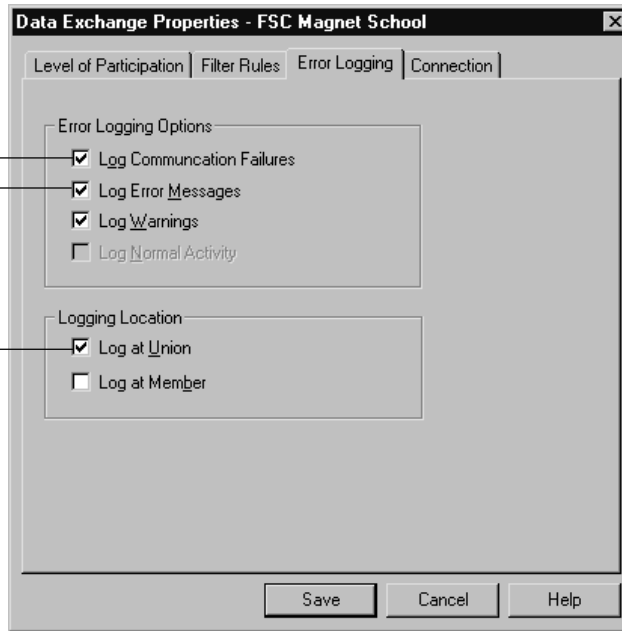 Data Exchange Properties - FSC Magnet School
Level of Participation
Filter Rules
Error Logging
Connection
Error Logging Options
Log Communcation Failures
Log Error Messages
Log Warnings
Log Normal Activity
Logging Location
Log at Union
Log at Member
Save
Cancel
Help